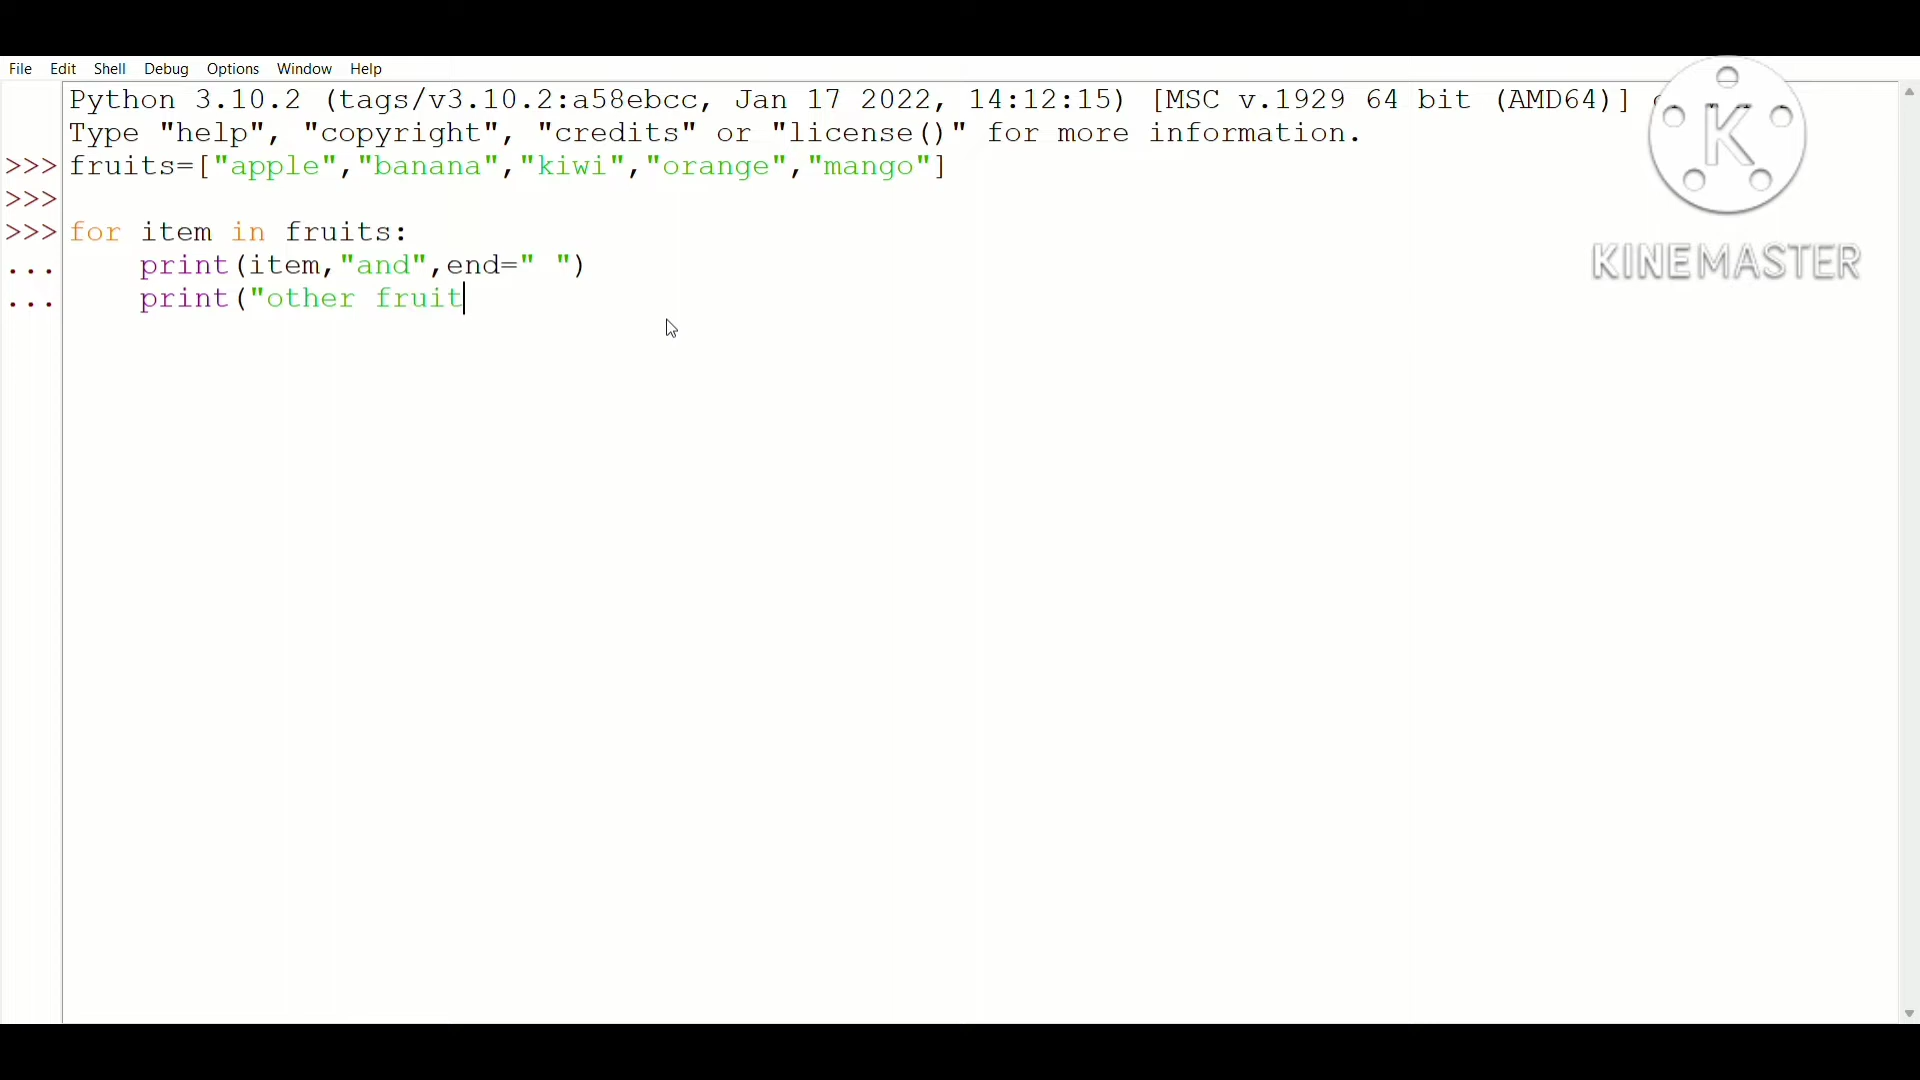 File Edit Shell Debug Options Window Help
Python 3.10.2 (tags/v3.10.2:a58ebcc, Jan 17 2022, 14:12:15) [MSC v.1929 64 bit (AMD64)]
Type "help", "copyright", "credits" or "license()" for more information.
>>> fruits=["apple","banana","kiwi","orange","mango"]
>>>
>>> for item in fruits:
...     print(item,"and",end=" ")
...     print("other fruit
K
KINEMASTER